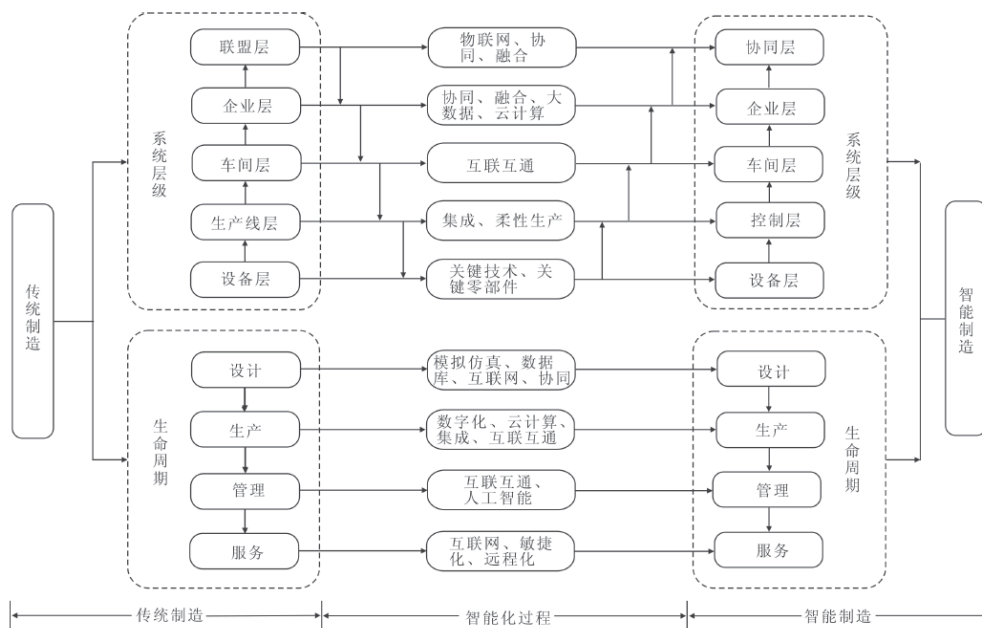 联盟层
物联网、协
同、融合
协同层
企业层
协同、融合、大
数据、云计算
企业层
系统层级
车间层
互联互通
车间层
系统层级
生产线层
集成、柔性生产
控制层
设备层
关键技术、关
键零部件
设备层
传统制造
智能制造
设计
模拟仿真、数据
库、互联网、协同
设计
生命周期
生产
数字化、云计算、
集成、互联互通
生产
生命周期
管理
互联互通、
人工智能
管理
服务
互联网、敏捷
化、远程化
服务
传统制造
智能化过程
智能制造